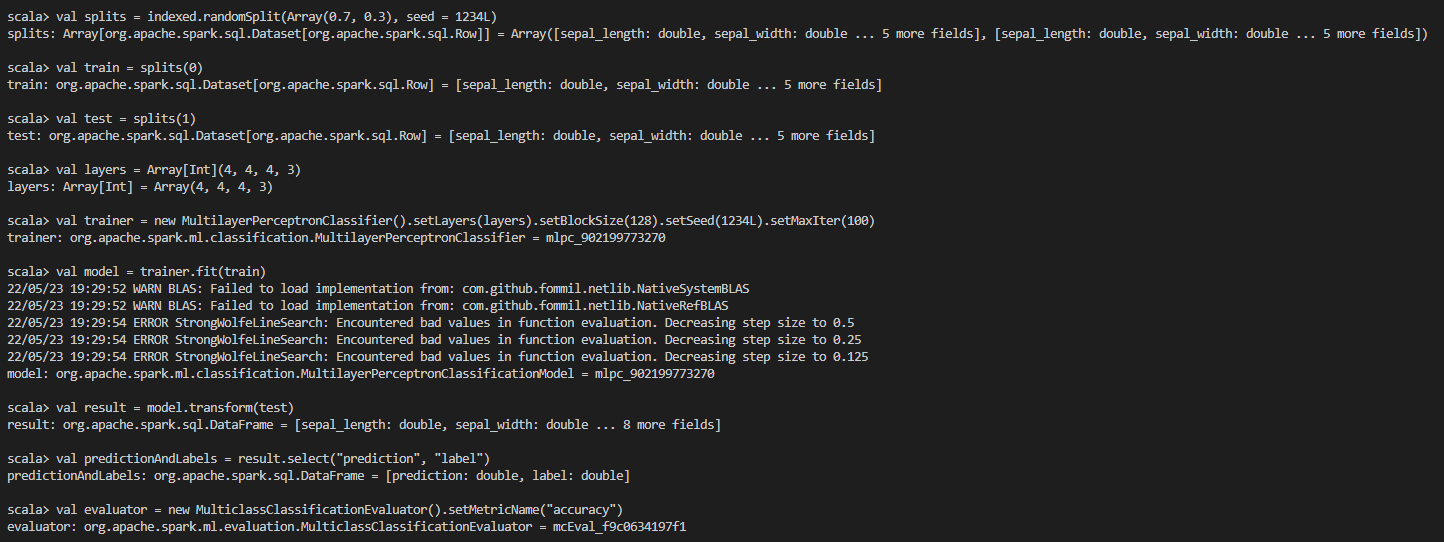 scala> val splits = indexed.randomSplit(Array(0.7, 0.3), seed = 1234L)
splits: Array[org.apache.spark.sql.Dataset[org.apache.spark.sql.Row]] = Array([sepal_length: double, sepal_width: double ... 5 more fields], [sepal_length: double, sepal_width: double ... 5 more fields])
scala> val train = splits(0)
train: org.apache.spark.sql.Dataset[org.apache.spark.sql.Row] = [sepal_length: double, sepal_width: double ... 5 more fields]
scala> val test = splits(1)
test: org.apache.spark.sql.Dataset[org.apache.spark.sql.Row] = [sepal_length: double, sepal_width: double ... 5 more fields]
scala> val layers = Array[Int](4, 4, 4, 3)
layers: Array[Int] = Array(4, 4, 4, 3)
scala> val trainer = new MultilayerPerceptronClassifier().setLayers(layers).setBlockSize(128).setSeed(1234L).setMaxIter(100)
trainer: org.apache.spark.ml.classification.MultilayerPerceptronClassifier = mlpc_902199773270
scala> val model = trainer.fit(train)
22/05/23 19:29:52 WARN BLAS: Failed to load implementation from: com.github.fommil.netlib.NativeSystemBLAS
22/05/23 19:29:52 WARN BLAS: Failed to load implementation from: com.github.fommil.netlib.NativeRefBLAS
22/05/23 19:29:54 ERROR StrongWolfeLineSearch: Encountered bad values in function evaluation. Decreasing step size to 0.5
22/05/23 19:29:54 ERROR StrongWolfeLineSearch: Encountered bad values in function evaluation. Decreasing step size to 0.25
22/05/23 19:29:54 ERROR StrongWolfeLineSearch: Encountered bad values in function evaluation. Decreasing step size to 0.125
model: org.apache.spark.ml.classification.MultilayerPerceptronClassificationModel = mlpc_902199773270
scala> val result = model.transform(test)
result: org.apache.spark.sql.DataFrame = [sepal_length: double, sepal_width: double ... 8 more fields]
scala> val predictionAndLabels = result.select("prediction", "label")
predictionAndLabels: org.apache.spark.sql.DataFrame = [prediction: double, label: double]
scala> val evaluator = new MulticlassClassificationEvaluator().setMetricName("accuracy")
evaluator: org.apache.spark.ml.evaluation.MulticlassClassificationEvaluator = mcEval_f9c0634197f1